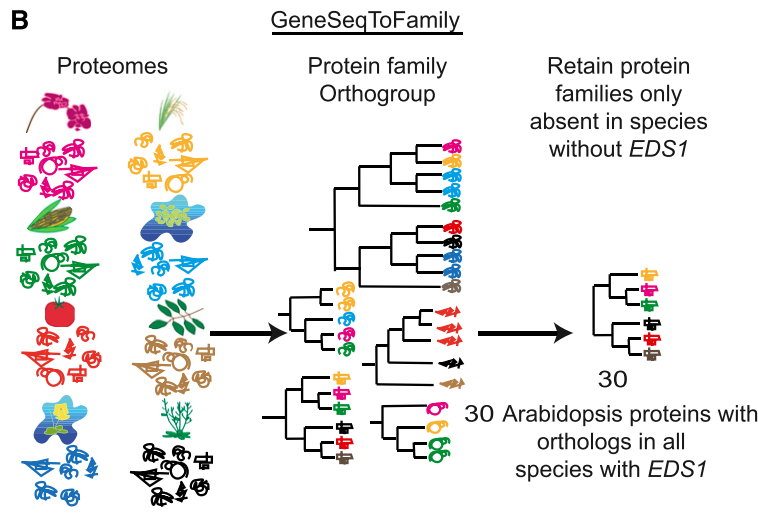 B
GeneSeqToFamily
Proteomes
Protein family
Orthogroup
Retain protein
families only
absent in species
without EDS1
30
30 Arabidopsis proteins with
orthologs in all
species with EDS1